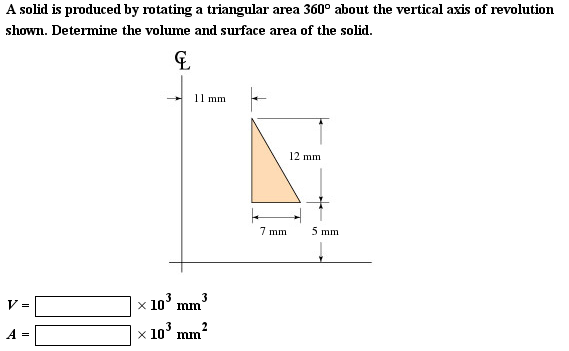 A solid is produced by rotating a triangular area 360° about the vertical axis of revolution
shown. Determine the volume and surface area of the solid.
℄
11 mm
12 mm
7 mm
5 mm
V = × 10³ mm³
A = × 10³ mm²